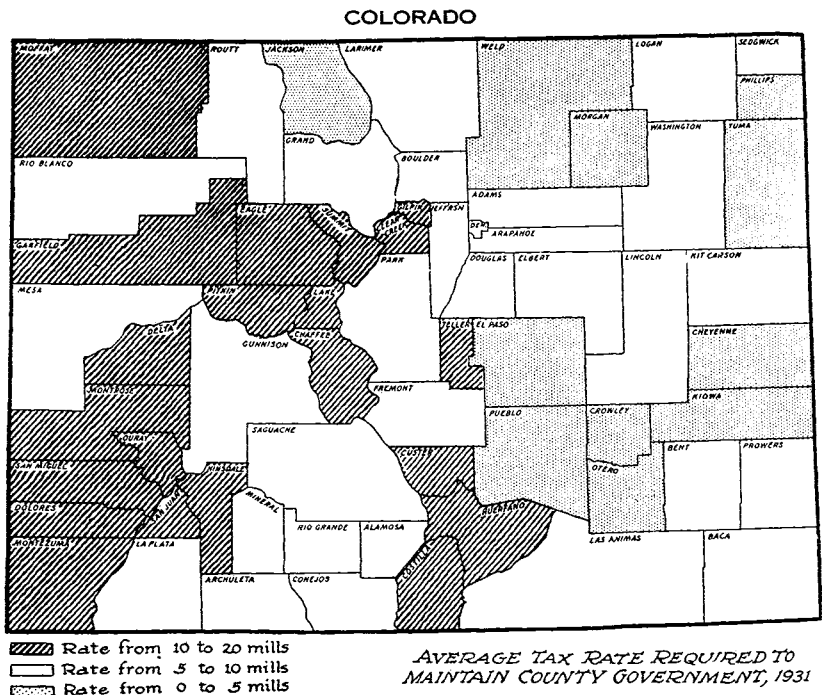 COLORADO
MOFFAT
ROUTT
JACKSON
LARIMER
WELD
LOGAN
SEDGWICK
PHILLIPS
MORGAN
WASHINGTON
YUMA
RIO BLANCO
GRAND
BOULDER
ADAMS
GARFIELD
EAGLE
SUMMIT
GILPIN
CLEAR CREEK
JEFFRSN
DEN
ARAPAHOE
PARK
DOUGLAS
ELBERT
LINCOLN
KIT CARSON
MESA
PITKIN
LAKE
DELTA
GUNNISON
CHAFFEE
TELLER
EL PASO
CHEYENNE
MONTROSE
FREMONT
KIOWA
PUEBLO
CROWLEY
OURAY
SAGUACHE
CUSTER
OTERO
BENT
PROWERS
SAN MIGUEL
HINSDALE
MINERAL
DOLORES
SAN JUAN
HUERFANO
RIO GRANDE
ALAMOSA
MONTEZUMA
LA PLATA
COSTILLA
LAS ANIMAS
BACA
ARCHULETA
CONEJOS
Rate from 10 to 20 mills
Rate from 5 to 10 mills
Rate from 0 to 5 mills
AVERAGE TAX RATE REQUIRED TO
MAINTAIN COUNTY GOVERNMENT, 1931